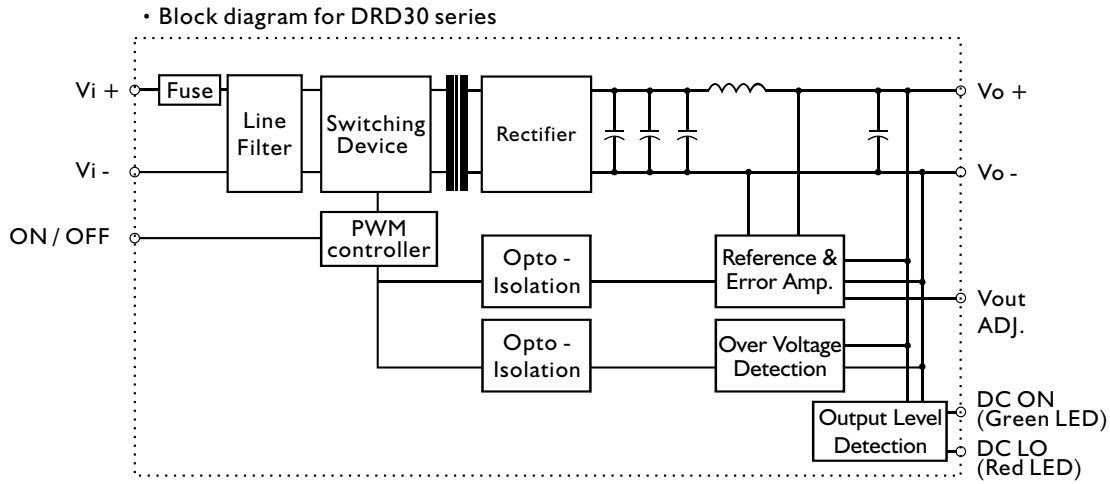 · Block diagram for DRD30 series
Vi +
Fuse
Line
Filter
Switching
Device
Rectifier
Vo +
Vi -
Vo -
ON / OFF
PWM
controller
Opto -
Isolation
Reference &
Error Amp.
Vout
ADJ.
Opto -
Isolation
Over Voltage
Detection
Output Level
Detection
DC ON
(Green LED)
DC LO
(Red LED)